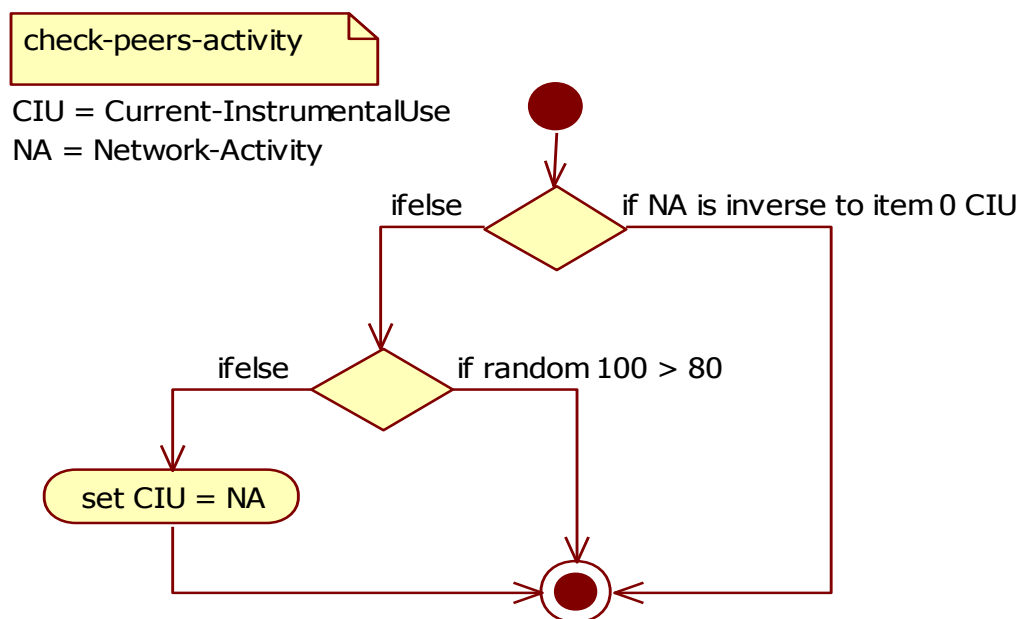 check-peers-activity
CIU = Current-InstrumentalUse
NA = Network-Activity
ifelse
if NA is inverse to item 0 CIU
ifelse
if random 100 > 80
set CIU = NA